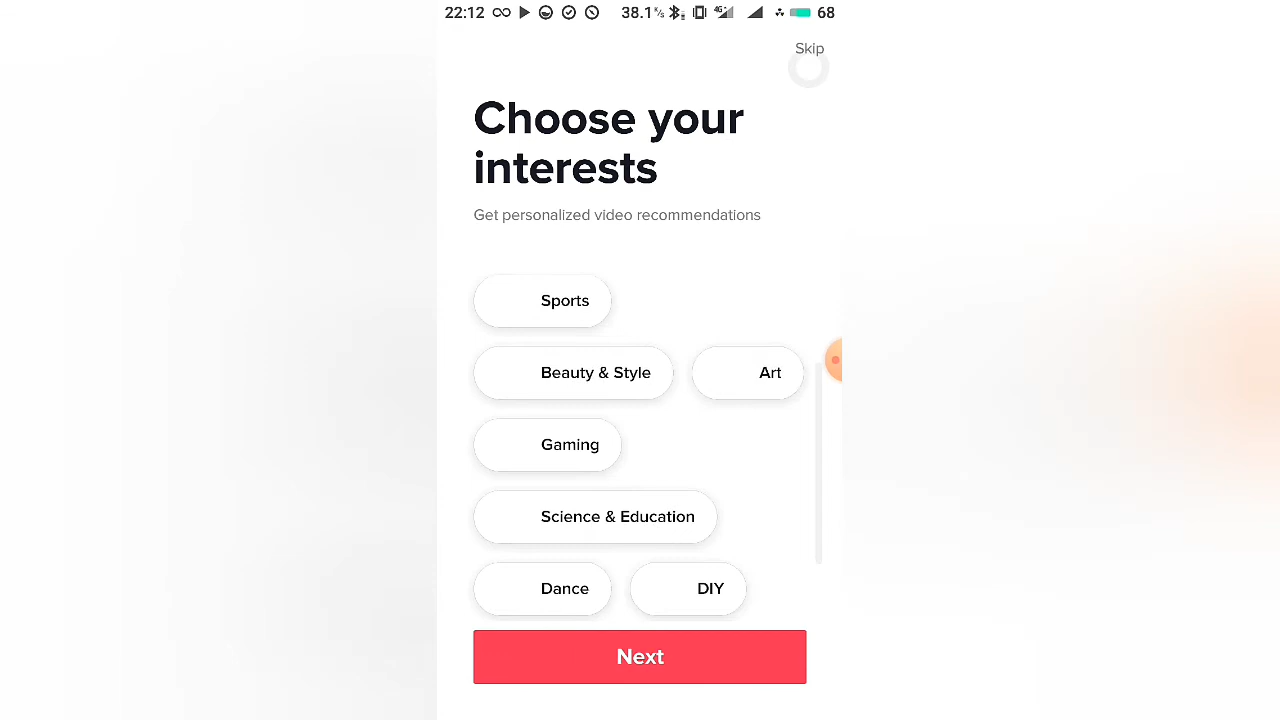 22:12 38.1 K/s 4G 68
Skip
Choose your
interests
Get personalized video recommendations
Sports
Beauty & Style Art
Gaming
Science & Education
Dance DIY
Next